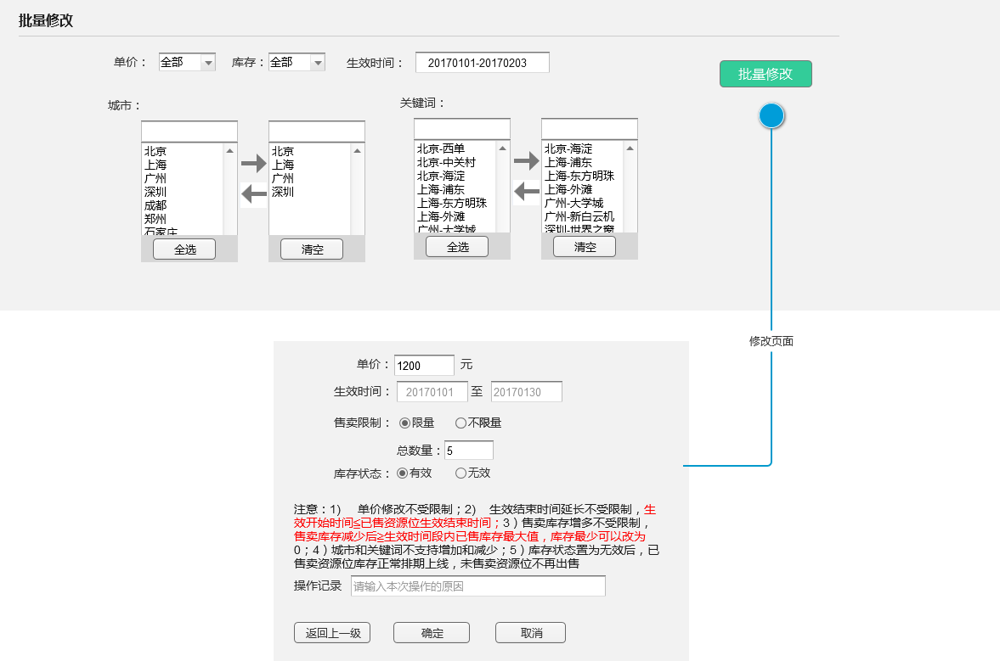 批量修改
单价： 全部 库存： 全部 生效时间： 20170101-20170203
批量修改
城市：
关键词：
北京
上海
广州
深圳
成都
郑州
石家庄
全选
北京
上海
广州
深圳
清空
北京-西单
北京-中关村
北京-海淀
上海-浦东
上海-东方明珠
上海-外滩
广州-大学城
全选
北京-海淀
上海-浦东
上海-东方明珠
上海-外滩
广州-大学城
广州-新白云机
深圳-世界之窗
清空
修改页面
单价： 1200 元
生效时间： 20170101 至 20170130
售卖限制： 限量 不限量
总数量： 5
库存状态： 有效 无效
注意：1） 单价修改不受限制；2） 生效结束时间延长不受限制，生
效开始时间≤已售资源位生效结束时间；3）售卖库存增多不受限制，
售卖库存减少后≥生效时间段内已售库存最大值，库存最少可以改为
0；4）城市和关键词不支持增加和减少；5）库存状态置为无效后，已
售卖资源位库存正常排期上线，未售卖资源位不再出售
操作记录 请输入本次操作的原因
返回上一级 确定 取消